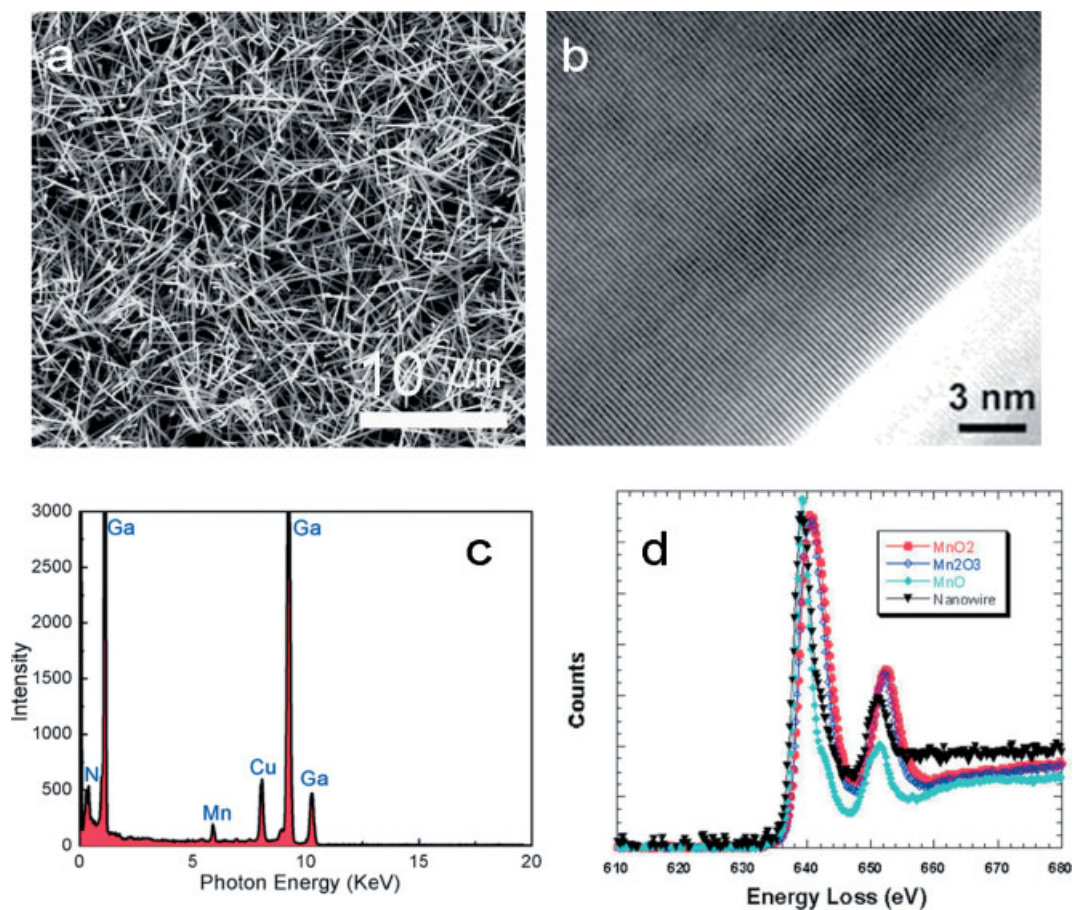 a
10 µm
b
3 nm
c
3000
2500
2000
1500
1000
500
0
Intensity
Ga
Ga
N
Mn
Cu
Ga
0
5
10
15
20
Photon Energy (KeV)
d
MnO2
Mn2O3
MnO
Nanowire
Counts
610 620 630 640 650 660 670 680
Energy Loss (eV)